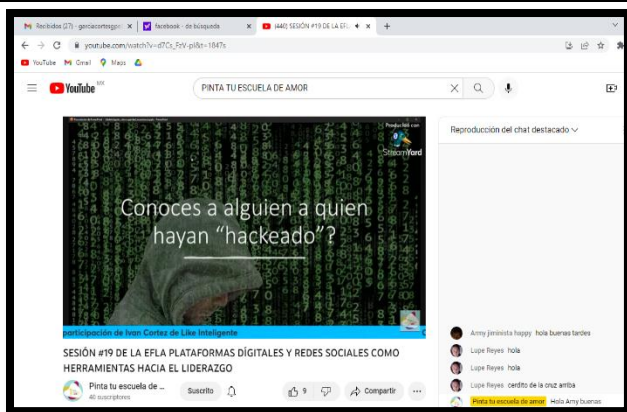 Recibidos (27) - garciacortesgpe
facebook - de búsqueda
(440) SESIÓN #19 DE LA EFL
youtube.com/watch?v=d7Cs_FzV-pI&t=1847s
YouTube Gmail Maps
YouTube MX
PINTA TU ESCUELA DE AMOR
StreamYard
Conoces a alguien a quien
hayan “hackeado”?
participación de Ivan Cortez de Like Inteligente
SESIÓN #19 DE LA EFLA PLATAFORMAS DÍGITALES Y REDES SOCIALES COMO
HERRAMIENTAS HACIA EL LIDERAZGO
Pinta tu escuela de ...
40 suscriptores
Suscrito
9
Compartir
Reproducción del chat destacado
Army jiminista happy hola buenas tardes
Lupe Reyes hola
Lupe Reyes hola
Lupe Reyes cerdito de la cruz arriba
Pinta tu escuela de amor Hola Amy buenas